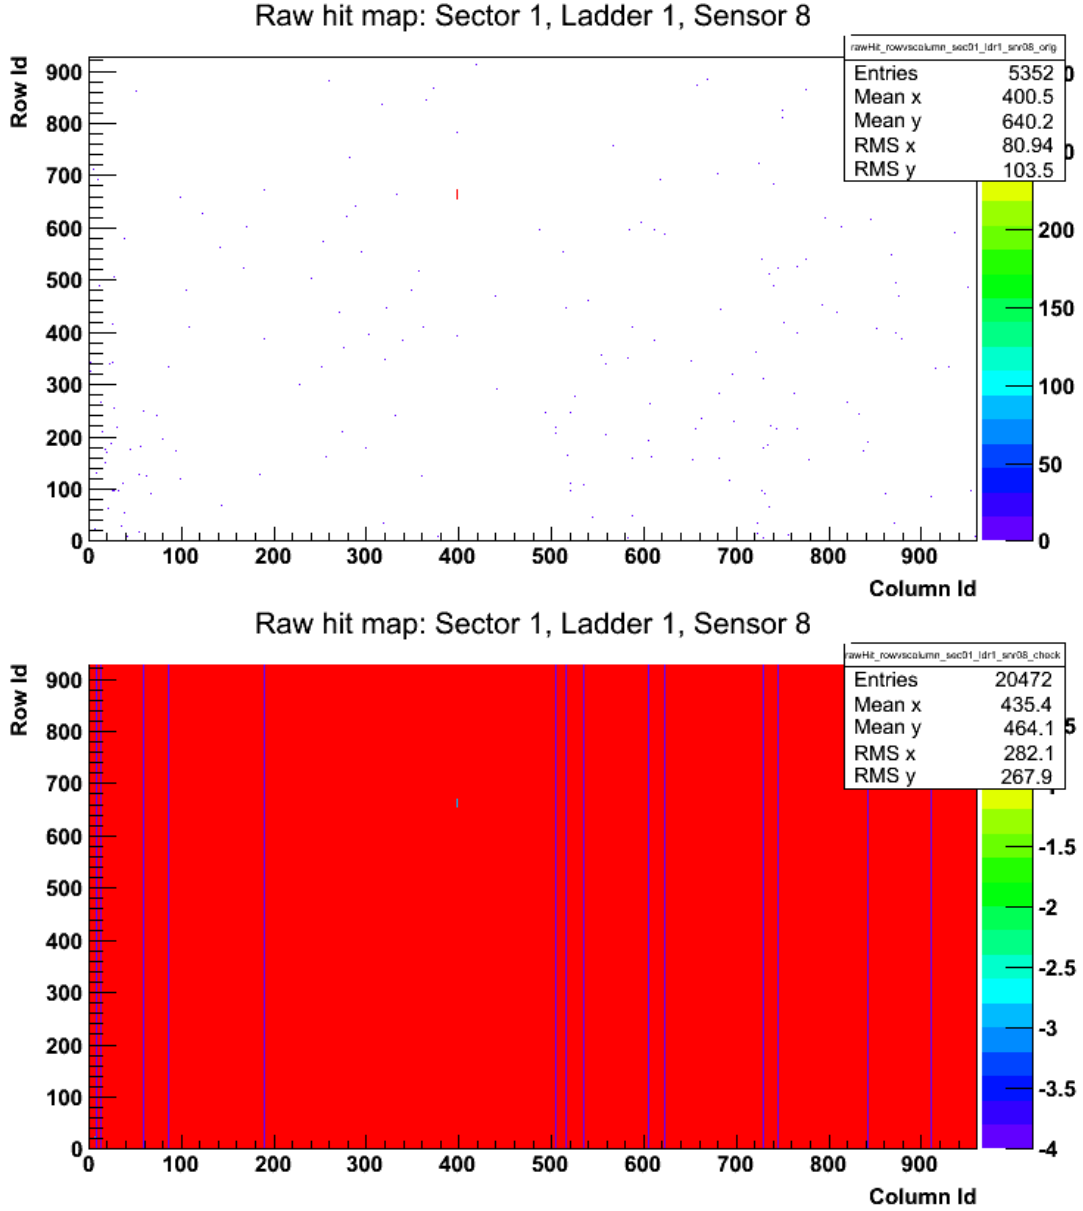 Raw hit map: Sector 1, Ladder 1, Sensor 8
rawHit_rowvscolumn_sec01_ldr1_snr08_orig
Entries 5352
Mean x 400.5
Mean y 640.2
RMS x 80.94
RMS y 103.5
Row Id
900
800
700
600
500
400
300
200
100
0
0 100 200 300 400 500 600 700 800 900
Column Id
200
150
100
50
0
Raw hit map: Sector 1, Ladder 1, Sensor 8
rawHit_rowvscolumn_sec01_ldr1_snr08_check
Entries 20472
Mean x 435.4
Mean y 464.1
RMS x 282.1
RMS y 267.9
Row Id
900
800
700
600
500
400
300
200
100
0
0 100 200 300 400 500 600 700 800 900
Column Id
-1.5
-2
-2.5
-3
-3.5
-4